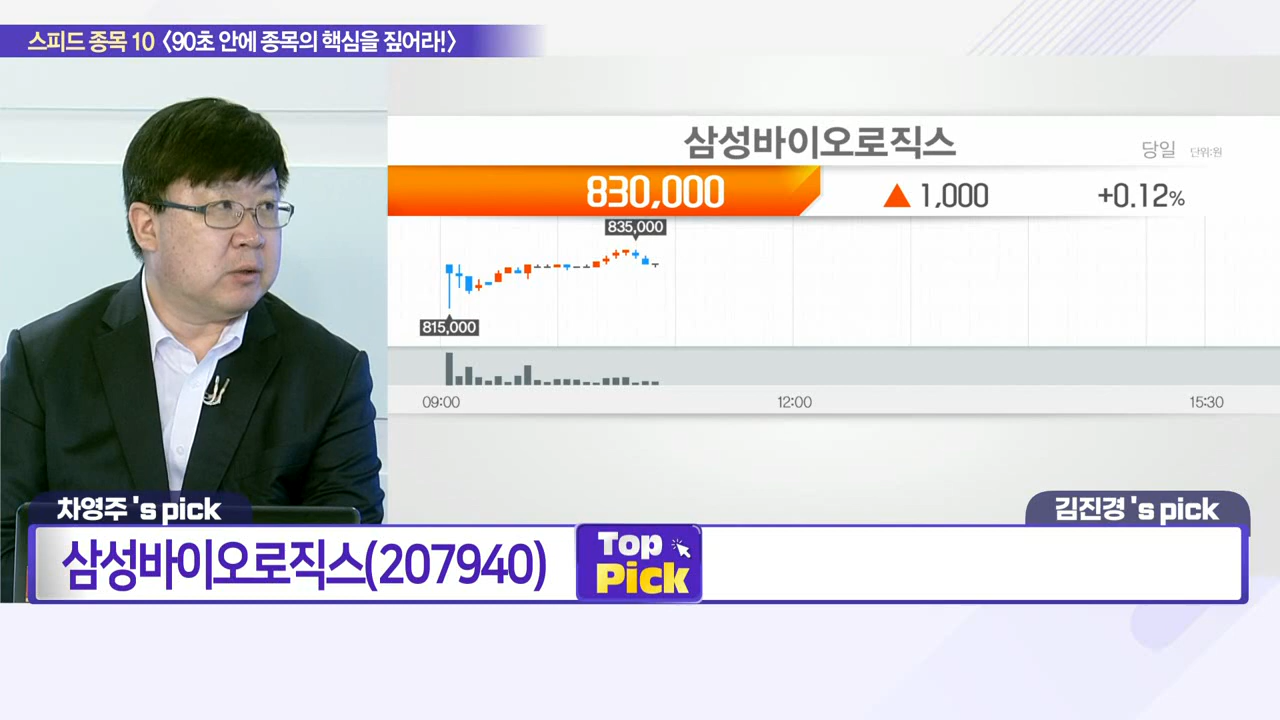 스피드 종목 10 <90초 안에 종목의 핵심을 짚어라!>
삼성바이오로직스
당일 단위:원
830,000 ▲ 1,000 +0.12%
835,000
815,000
09:00 12:00 15:30
차영주 's pick
김진경 's pick
삼성바이오로직스(207940)
Top
Pick